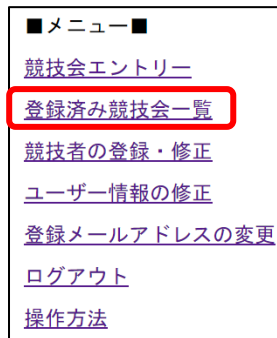 ■メニュー■
競技会エントリー
登録済み競技会一覧
競技者の登録・修正
ユーザー情報の修正
登録メールアドレスの変更
ログアウト
操作方法